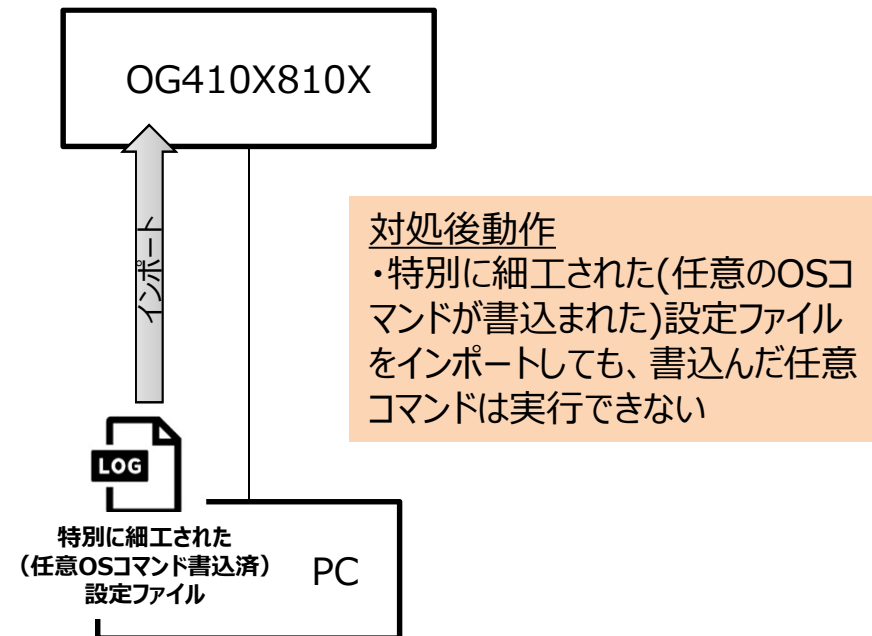 OG410X810X
インポート
対処後動作
・特別に細工された(任意のOSコ
マンドが書込まれた)設定ファイル
をインポートしても、書込んだ任意
コマンドは実行できない
LOG
特別に細工された
（任意OSコマンド書込済）
設定ファイル
PC